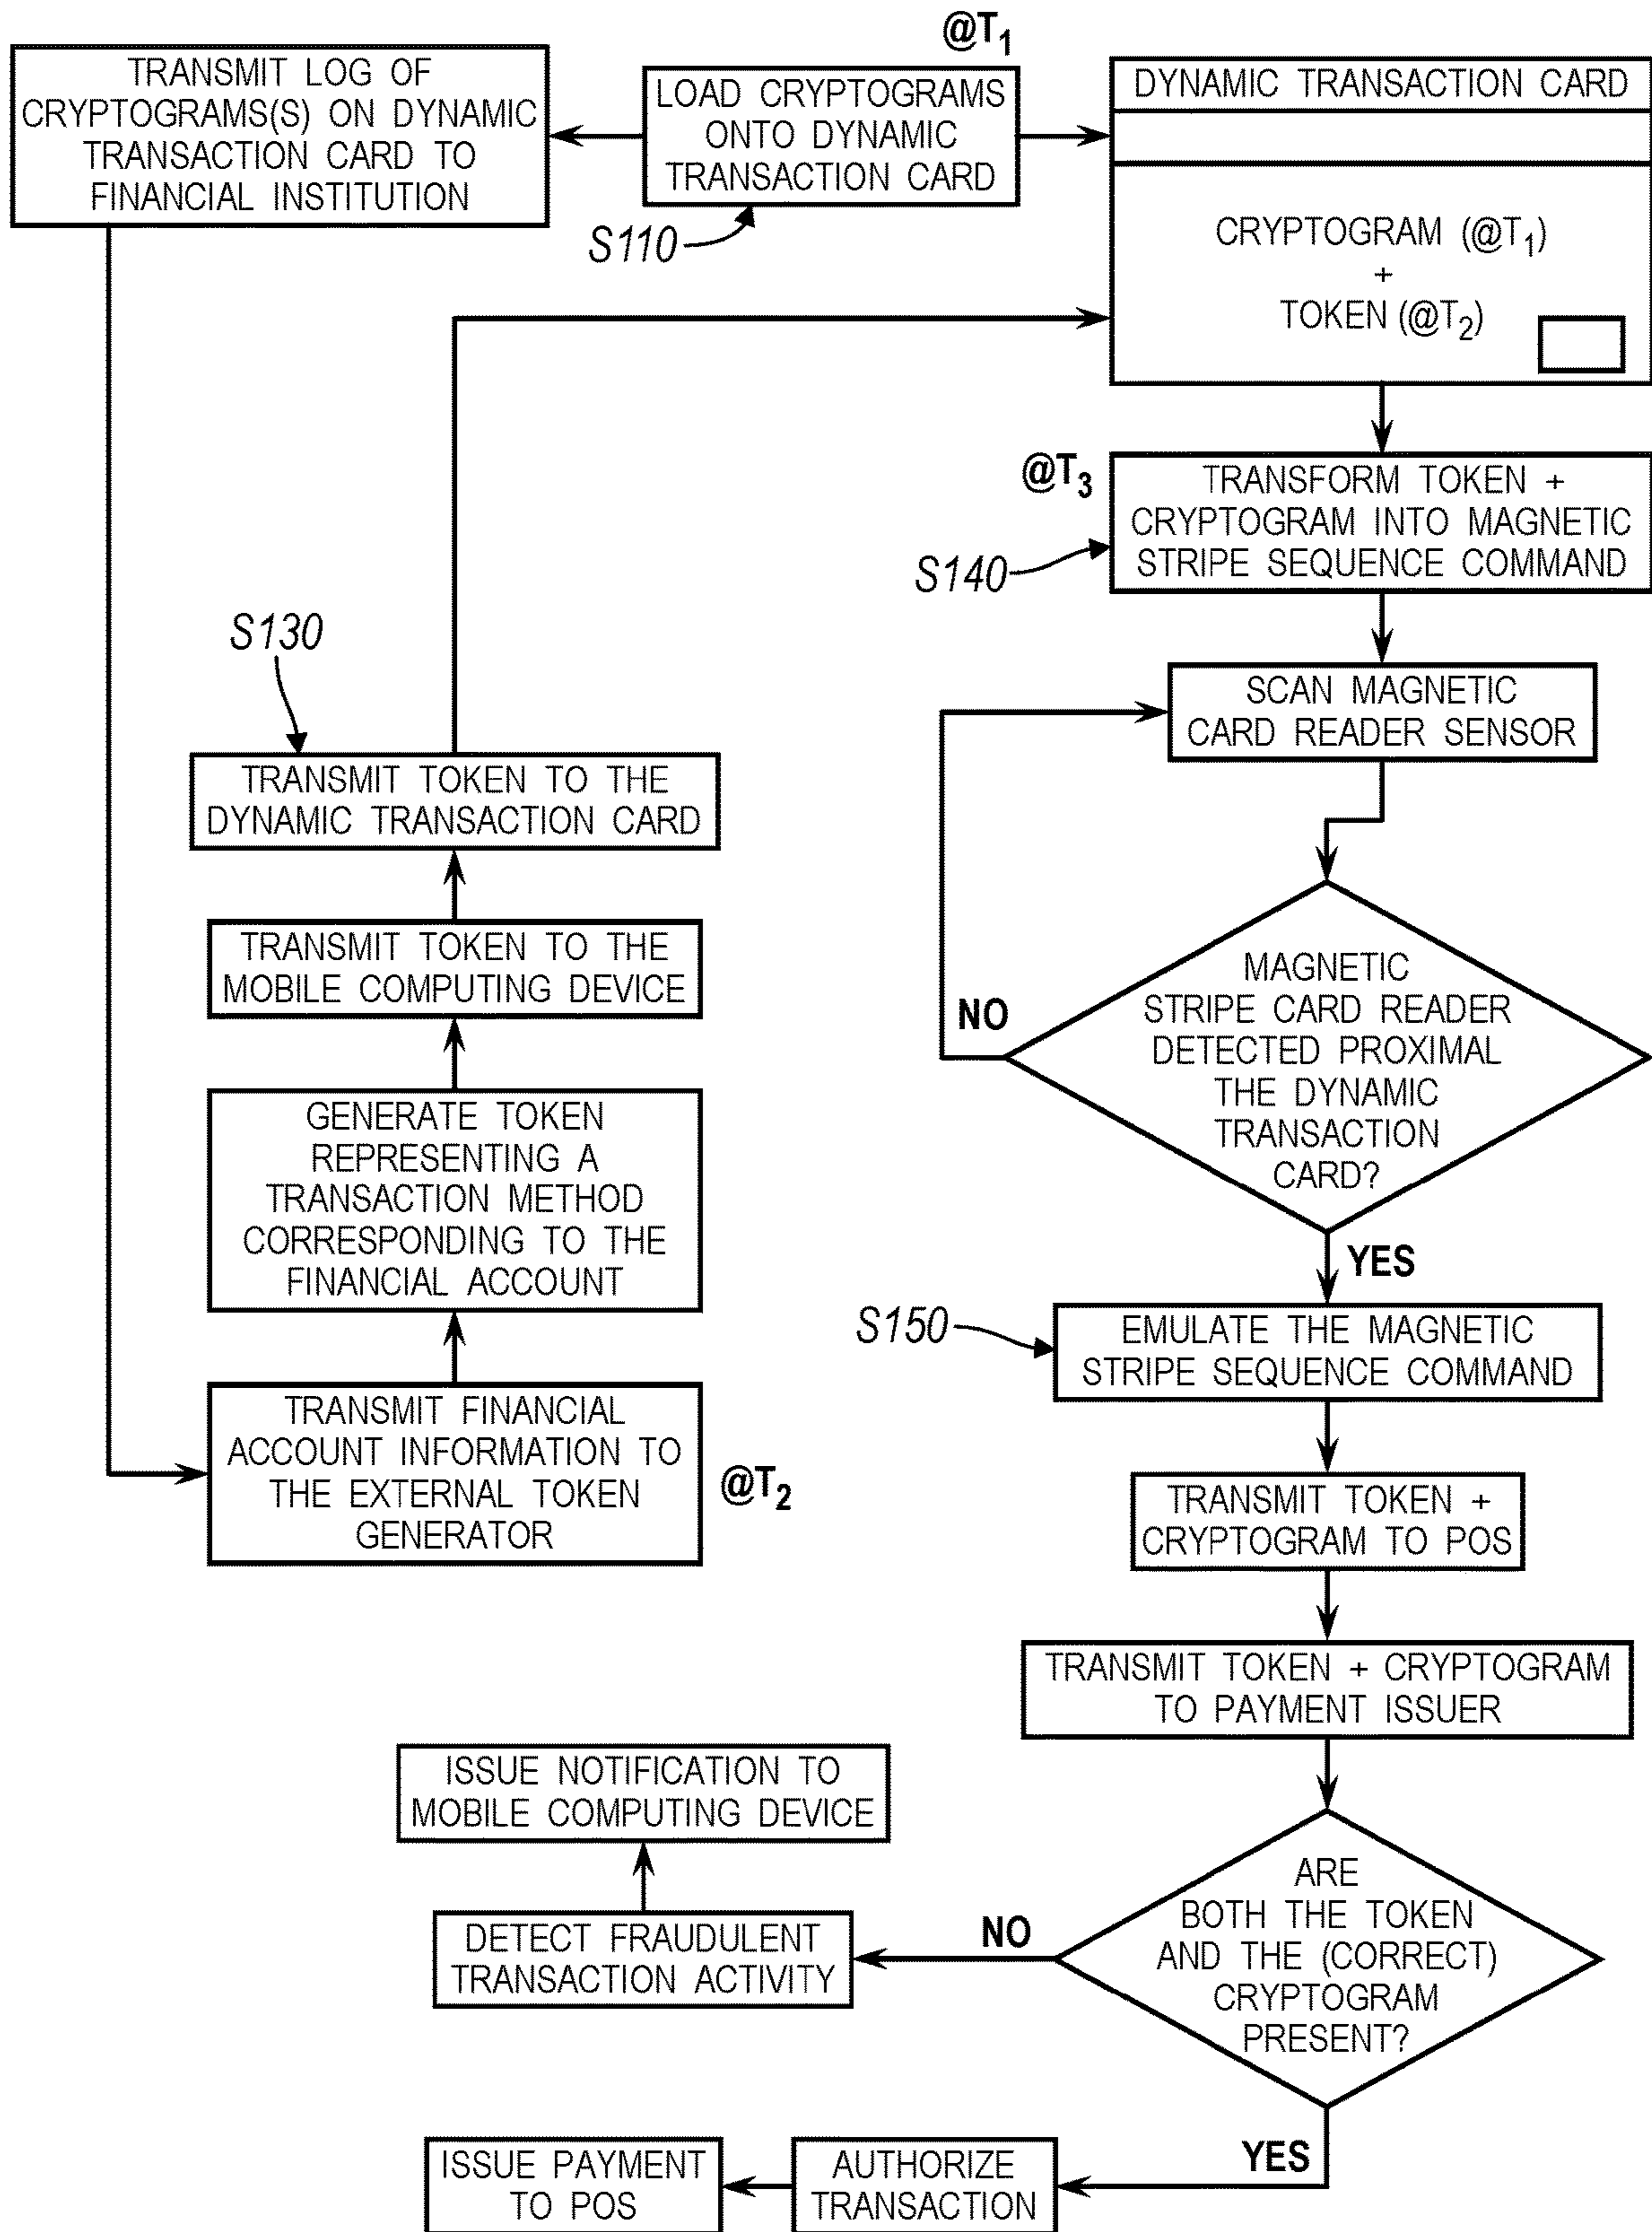 @T1
TRANSMIT LOG OF
CRYPTOGRAMS(S) ON DYNAMIC
TRANSACTION CARD TO
FINANCIAL INSTITUTION
LOAD CRYPTOGRAMS
ONTO DYNAMIC
TRANSACTION CARD
S110
DYNAMIC TRANSACTION CARD
CRYPTOGRAM (@T1)
+
TOKEN (@T2)
@T3
TRANSFORM TOKEN +
CRYPTOGRAM INTO MAGNETIC
STRIPE SEQUENCE COMMAND
S140
S130
TRANSMIT TOKEN TO THE
DYNAMIC TRANSACTION CARD
TRANSMIT TOKEN TO THE
MOBILE COMPUTING DEVICE
GENERATE TOKEN
REPRESENTING A
TRANSACTION METHOD
CORRESPONDING TO THE
FINANCIAL ACCOUNT
TRANSMIT FINANCIAL
ACCOUNT INFORMATION TO
THE EXTERNAL TOKEN
GENERATOR
@T2
SCAN MAGNETIC
CARD READER SENSOR
MAGNETIC
STRIPE CARD READER
DETECTED PROXIMAL
THE DYNAMIC
TRANSACTION
CARD?
NO
YES
S150
EMULATE THE MAGNETIC
STRIPE SEQUENCE COMMAND
TRANSMIT TOKEN +
CRYPTOGRAM TO POS
TRANSMIT TOKEN + CRYPTOGRAM
TO PAYMENT ISSUER
ARE
BOTH THE TOKEN
AND THE (CORRECT)
CRYPTOGRAM
PRESENT?
NO
ISSUE NOTIFICATION TO
MOBILE COMPUTING DEVICE
DETECT FRAUDULENT
TRANSACTION ACTIVITY
YES
AUTHORIZE
TRANSACTION
ISSUE PAYMENT
TO POS